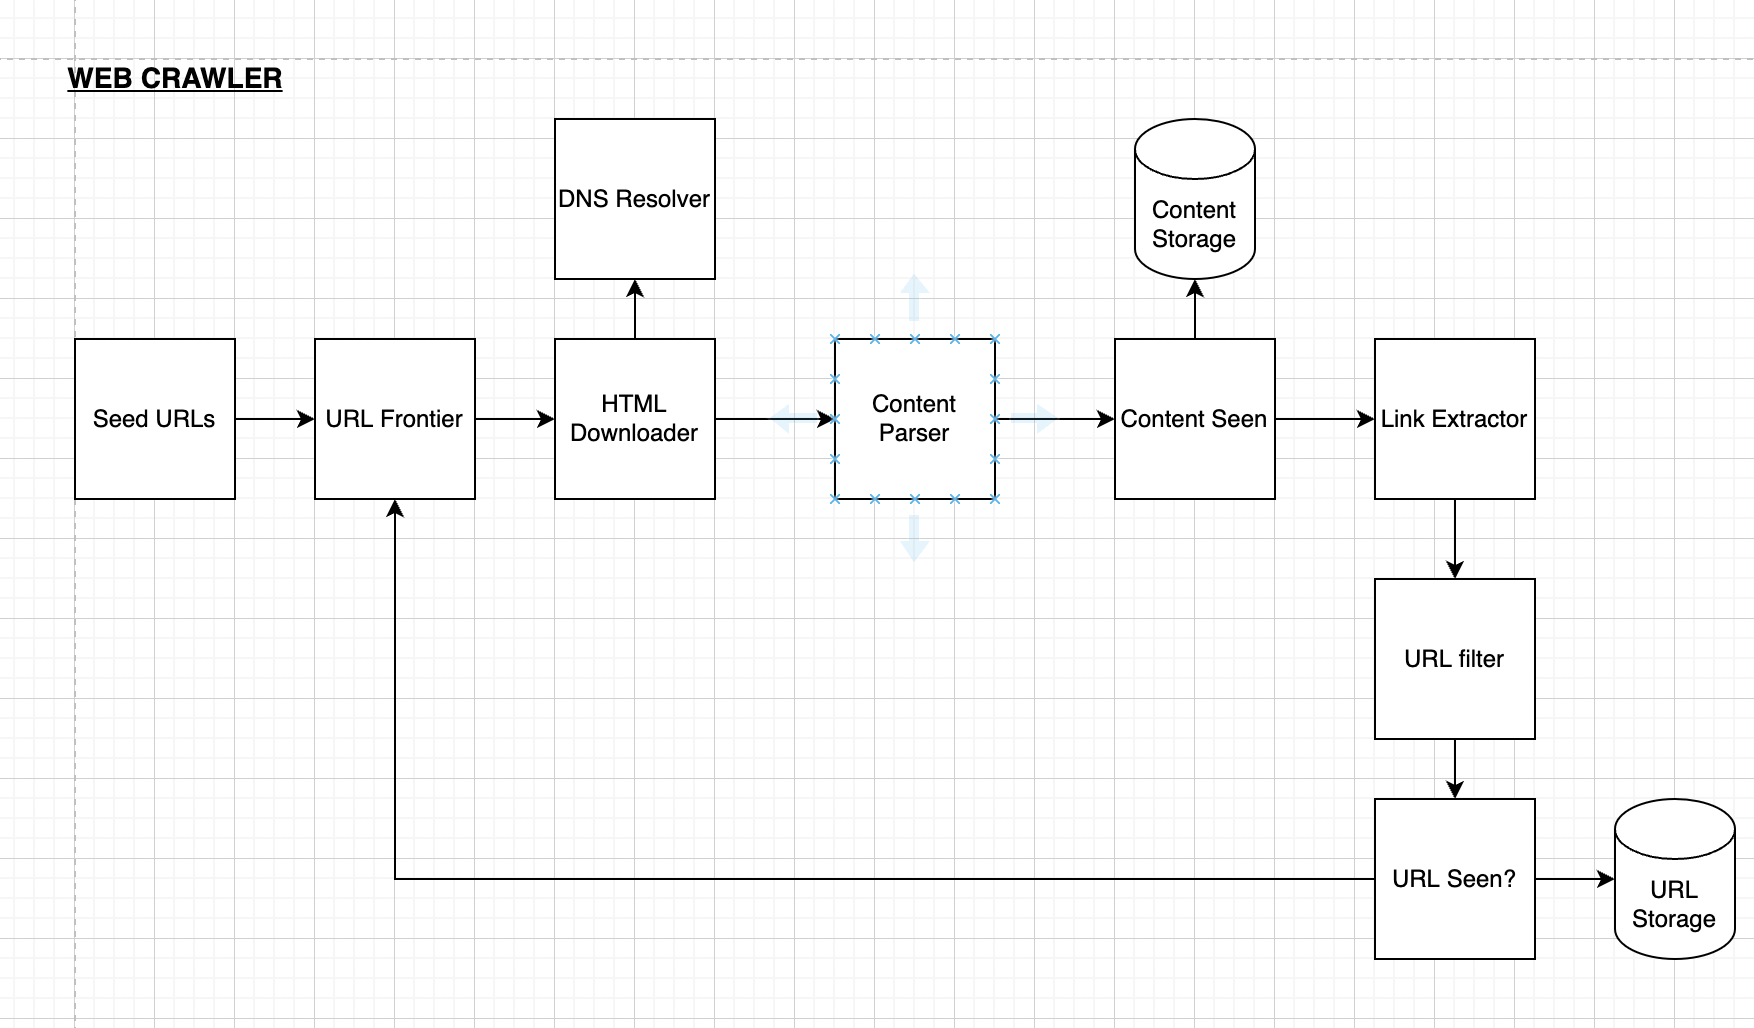 WEB CRAWLER
DNS Resolver
Content
Storage
Seed URLs
URL Frontier
HTML
Downloader
Content
Parser
Content Seen
Link Extractor
URL filter
URL Seen?
URL
Storage